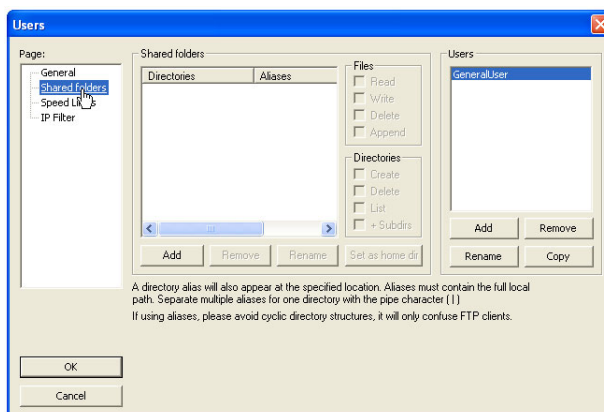 Users
Page:
General
Shared folders
Speed Limits
IP Filter
Shared folders
Directories
Aliases
Files
Read
Write
Delete
Append
Directories
Create
Delete
List
+ Subdirs
Add
Remove
Rename
Set as home dir
Users
GeneralUser
Add
Remove
Rename
Copy
A directory alias will also appear at the specified location. Aliases must contain the full local
path. Separate multiple aliases for one directory with the pipe character ( | )
If using aliases, please avoid cyclic directory structures, it will only confuse FTP clients.
OK
Cancel